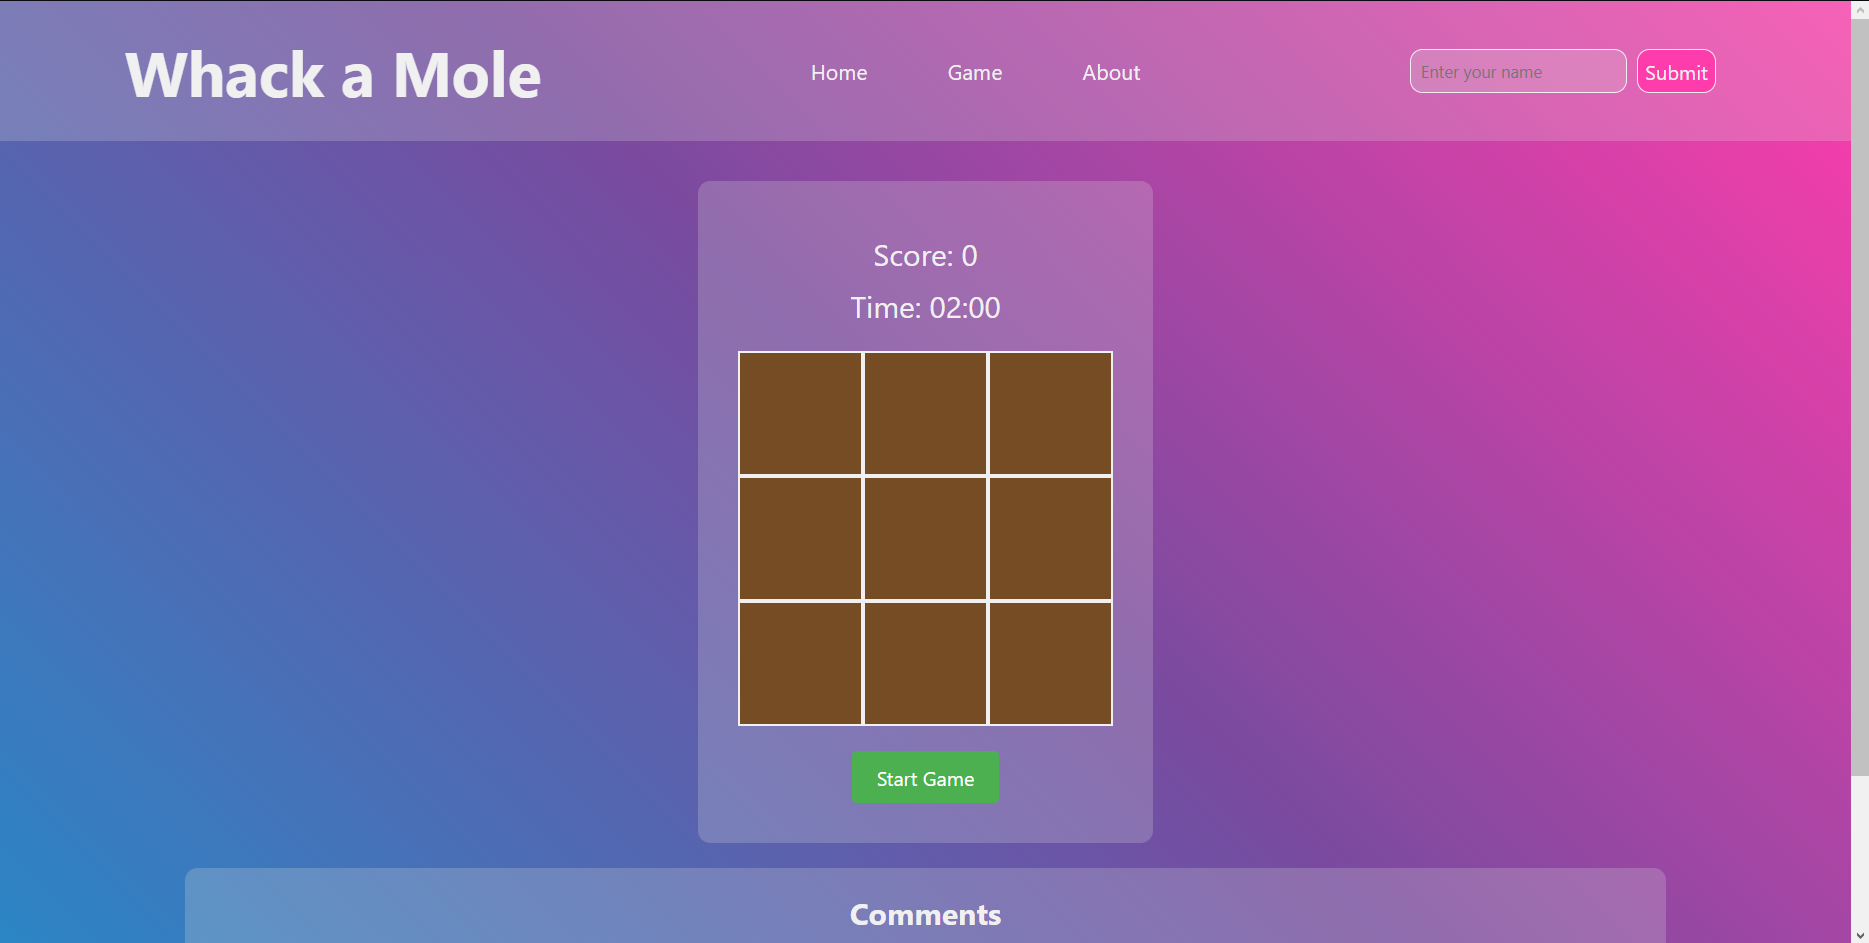 Whack a Mole
Home Game About
Enter your name Submit
Score: 0
Time: 02:00
Start Game
Comments